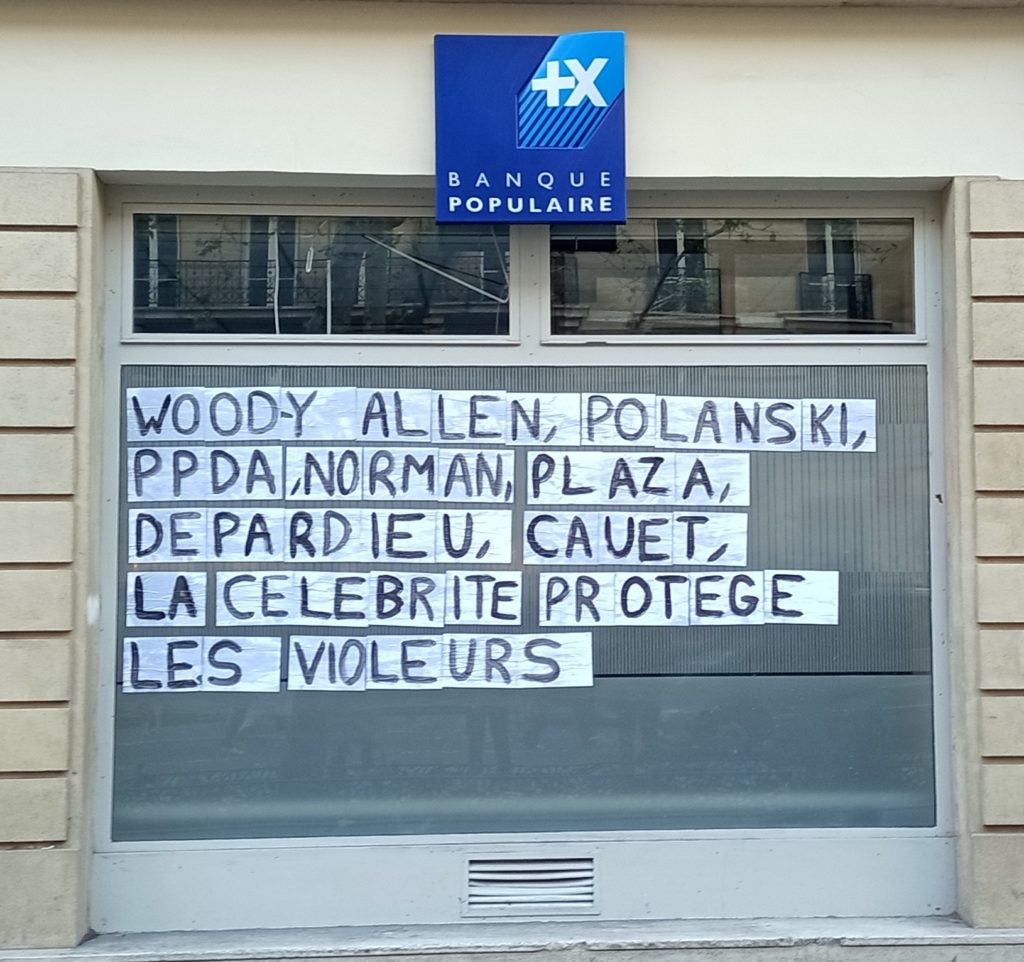 +X
BANQUE
POPULAIRE
WOODY ALLEN, POLANSKI,
PPDA, NORMAN, PLAZA,
DEPARDIEU, CAUET,
LA CELEBRITE PROTEGE
LES VIOLEURS